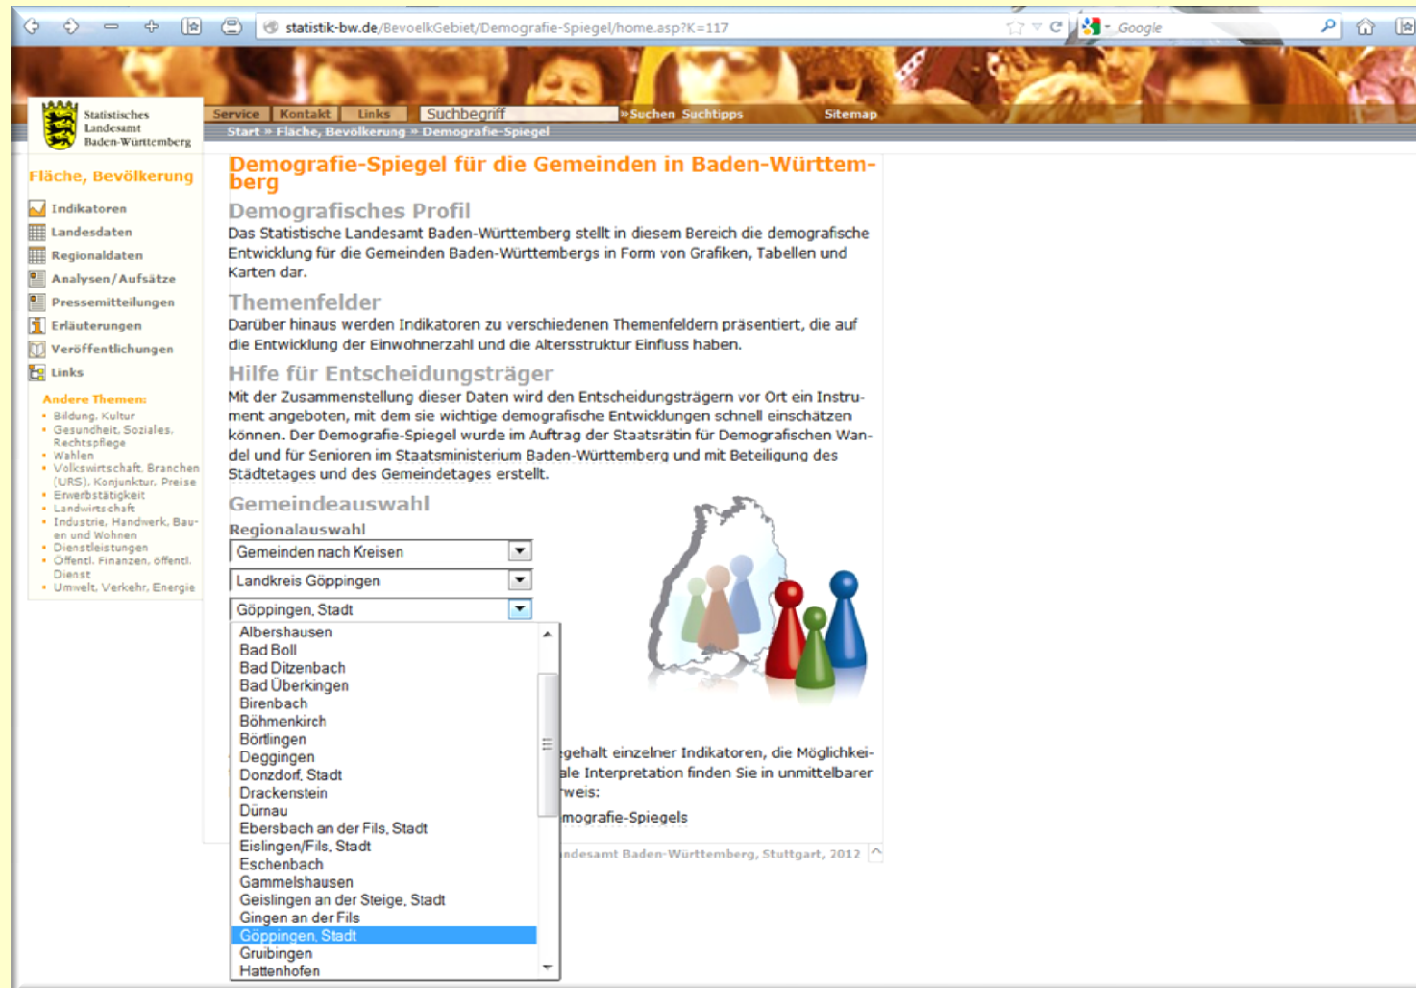 statistik-bw.de/BevoelkGebiet/Demografie-Spiegel/home.asp?K=117
Google
Statistisches
Landesamt
Baden-Württemberg
Service Kontakt Links Suchbegriff »Suchen Suchtipps Sitemap
Start » Fläche, Bevölkerung » Demografie-Spiegel
Fläche, Bevölkerung
Indikatoren
Landesdaten
Regionaldaten
Analysen/Aufsätze
Pressemitteilungen
Erläuterungen
Veröffentlichungen
Links
Andere Themen:
Bildung, Kultur
Gesundheit, Soziales,
Rechtspflege
Wahlen
Volkswirtschaft, Branchen
(URS), Konjunktur, Preise
Erwerbstätigkeit
Landwirtschaft
Industrie, Handwerk, Bau-
en und Wohnen
Dienstleistungen
Öffentl. Finanzen, öffentl.
Dienst
Umwelt, Verkehr, Energie
Demografie-Spiegel für die Gemeinden in Baden-Württem-
berg
Demografisches Profil
Das Statistische Landesamt Baden-Württemberg stellt in diesem Bereich die demografische
Entwicklung für die Gemeinden Baden-Württembergs in Form von Grafiken, Tabellen und
Karten dar.
Themenfelder
Darüber hinaus werden Indikatoren zu verschiedenen Themenfeldern präsentiert, die auf
die Entwicklung der Einwohnerzahl und die Altersstruktur Einfluss haben.
Hilfe für Entscheidungsträger
Mit der Zusammenstellung dieser Daten wird den Entscheidungsträgern vor Ort ein Instru-
ment angeboten, mit dem sie wichtige demografische Entwicklungen schnell einschätzen
können. Der Demografie-Spiegel wurde im Auftrag der Staatsrätin für Demografischen Wan-
del und für Senioren im Staatsministerium Baden-Württemberg und mit Beteiligung des
Städtetages und des Gemeindetages erstellt.
Gemeindeauswahl
Regionalauswahl
Gemeinden nach Kreisen
Landkreis Göppingen
Göppingen, Stadt
Albershausen
Bad Boll
Bad Ditzenbach
Bad Überkingen
Birenbach
Böhmenkirch
Börtlingen
Deggingen
Donzdorf, Stadt
Drackenstein
Dürnau
Ebersbach an der Fils, Stadt
Eislingen/Fils, Stadt
Eschenbach
Gammelshausen
Geislingen an der Steige, Stadt
Gingen an der Fils
Göppingen, Stadt
Gruibingen
Hattenhofen
egehalt einzelner Indikatoren, die Möglichkei-
ale Interpretation finden Sie in unmittelbarer
rweis:
mografie-Spiegels
ndesamt Baden-Württemberg, Stuttgart, 2012